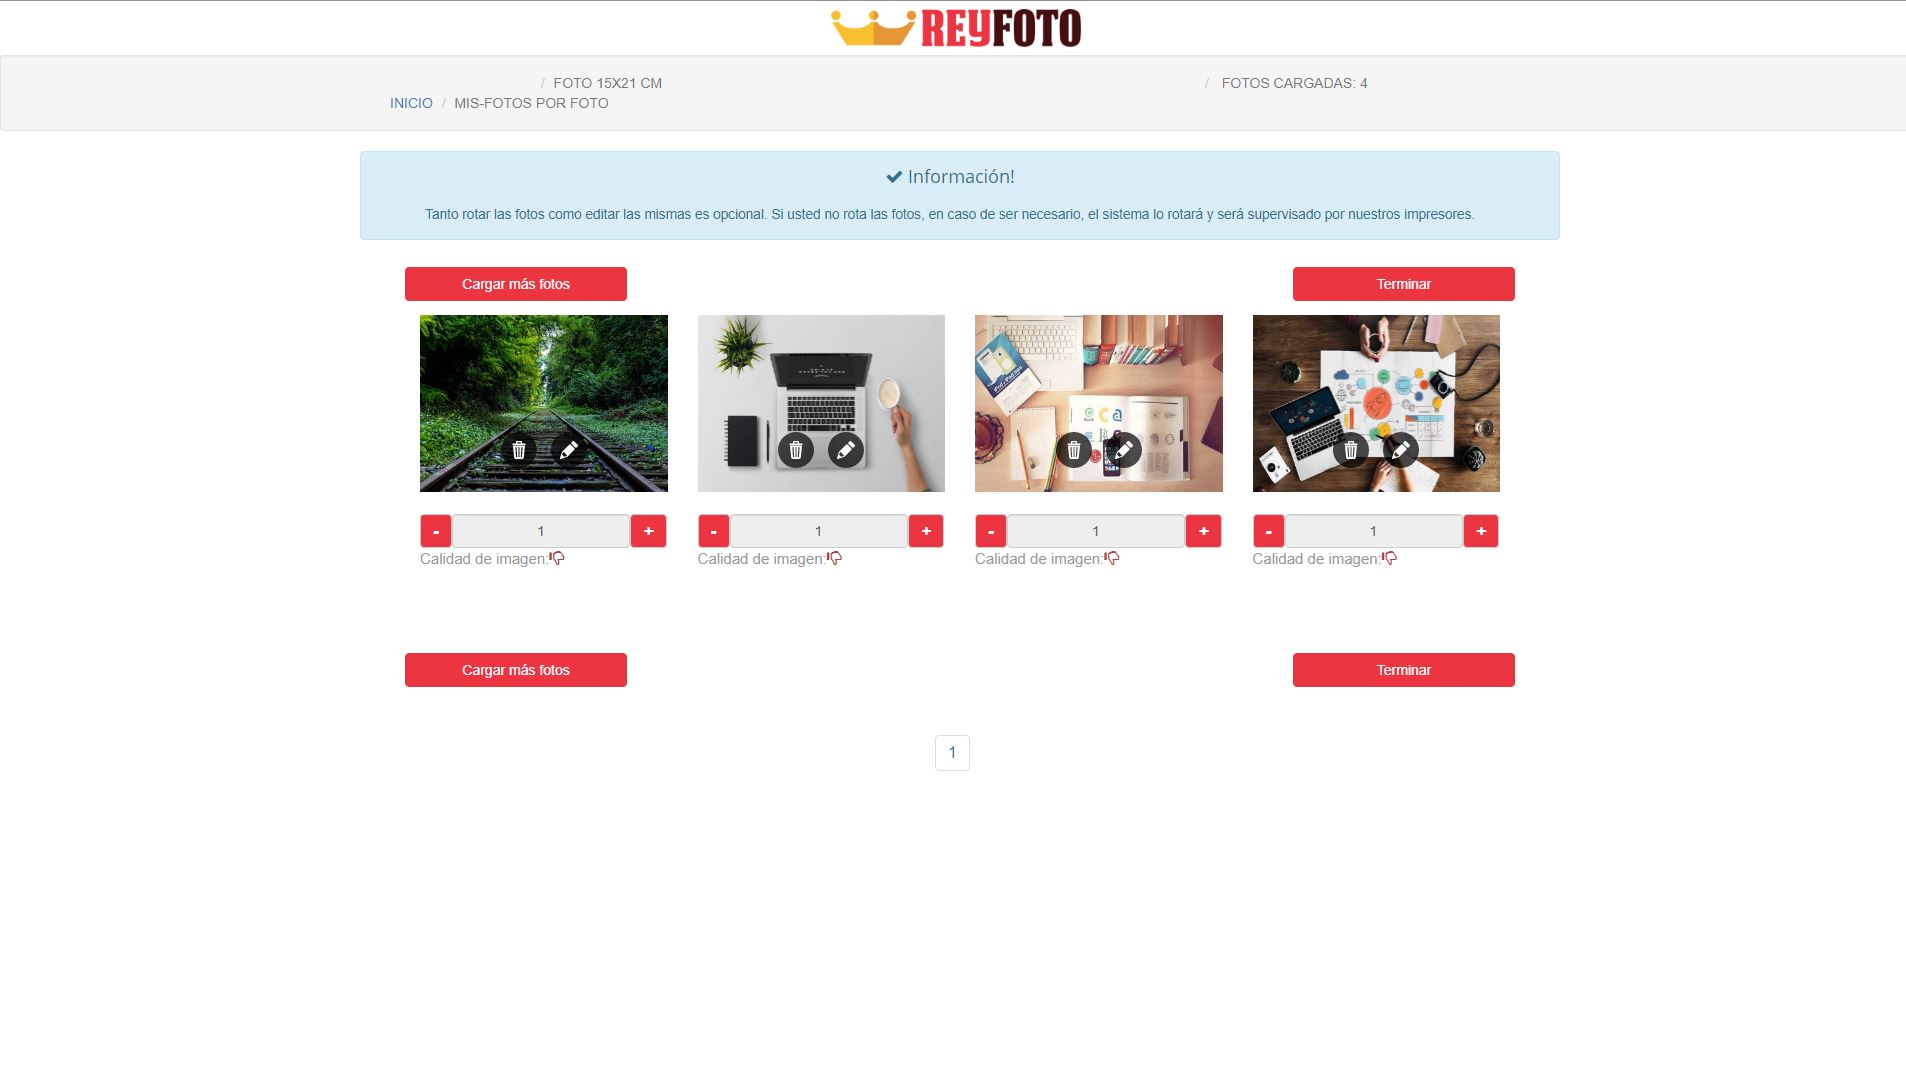 REYFOTO
/ FOTO 15X21 CM
/ FOTOS CARGADAS: 4
INICIO / MIS-FOTOS POR FOTO
Información!
Tanto rotar las fotos como editar las mismas es opcional. Si usted no rota las fotos, en caso de ser necesario, el sistema lo rotará y será supervisado por nuestros impresores.
Cargar más fotos
Terminar
- 1 +
- 1 +
- 1 +
- 1 +
Calidad de imagen:
Calidad de imagen:
Calidad de imagen:
Calidad de imagen:
Cargar más fotos
Terminar
1